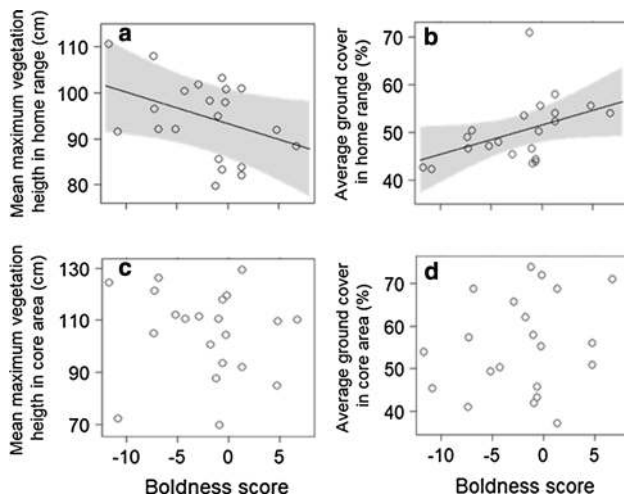 a
Mean maximum vegetation
heigth in home range (cm)
110
100
90
80
b
Average ground cover
in home range (%)
70
60
50
40
c
Mean maximum vegetation
heigth in core area (cm)
130
110
90
70
-10
-5
0
5
Boldness score
d
Average ground cover
in core area (%)
70
60
50
40
-10
-5
0
5
Boldness score